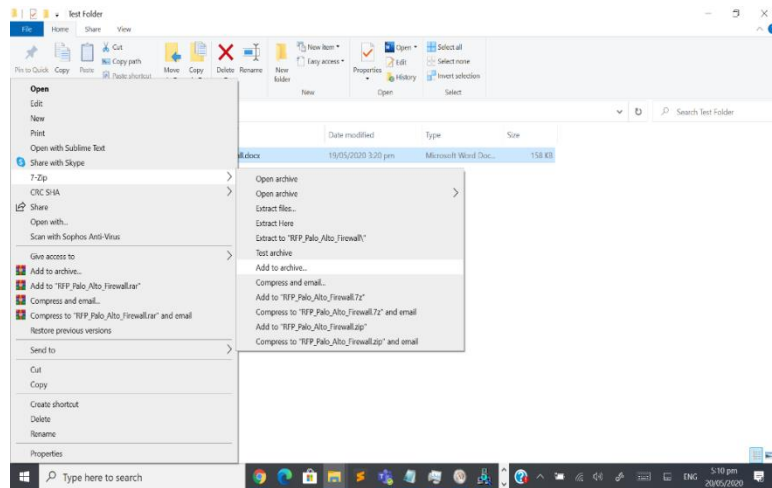 Test Folder
File Home Share View
Pin to Quick Copy Paste
Cut
Copy path
Paste shortcut
Move Copy Delete Rename
New folder
New item
Easy access
Properties
Open
Edit
History
Select all
Select none
Invert selection
New Open Select
Search Test Folder
Date modified Type Size
ll.docx 19/05/2020 3:20 pm Microsoft Word Doc... 158 KB
Open
Edit
New
Print
Open with Sublime Text
Share with Skype
7-Zip
CRC SHA
Share
Open with...
Scan with Sophos Anti-Virus
Give access to
Add to archive...
Add to "RFP_Palo_Alto_Firewall.rar"
Compress and email...
Compress to "RFP_Palo_Alto_Firewall.rar" and email
Restore previous versions
Send to
Cut
Copy
Create shortcut
Delete
Rename
Properties
Open archive
Open archive
Extract files...
Extract Here
Extract to "RFP_Palo_Alto_Firewall\"
Test archive
Add to archive...
Compress and email...
Add to "RFP_Palo_Alto_Firewall.7z"
Compress to "RFP_Palo_Alto_Firewall.7z" and email
Add to "RFP_Palo_Alto_Firewall.zip"
Compress to "RFP_Palo_Alto_Firewall.zip" and email
Type here to search
ENG
5:10 pm
20/05/2020